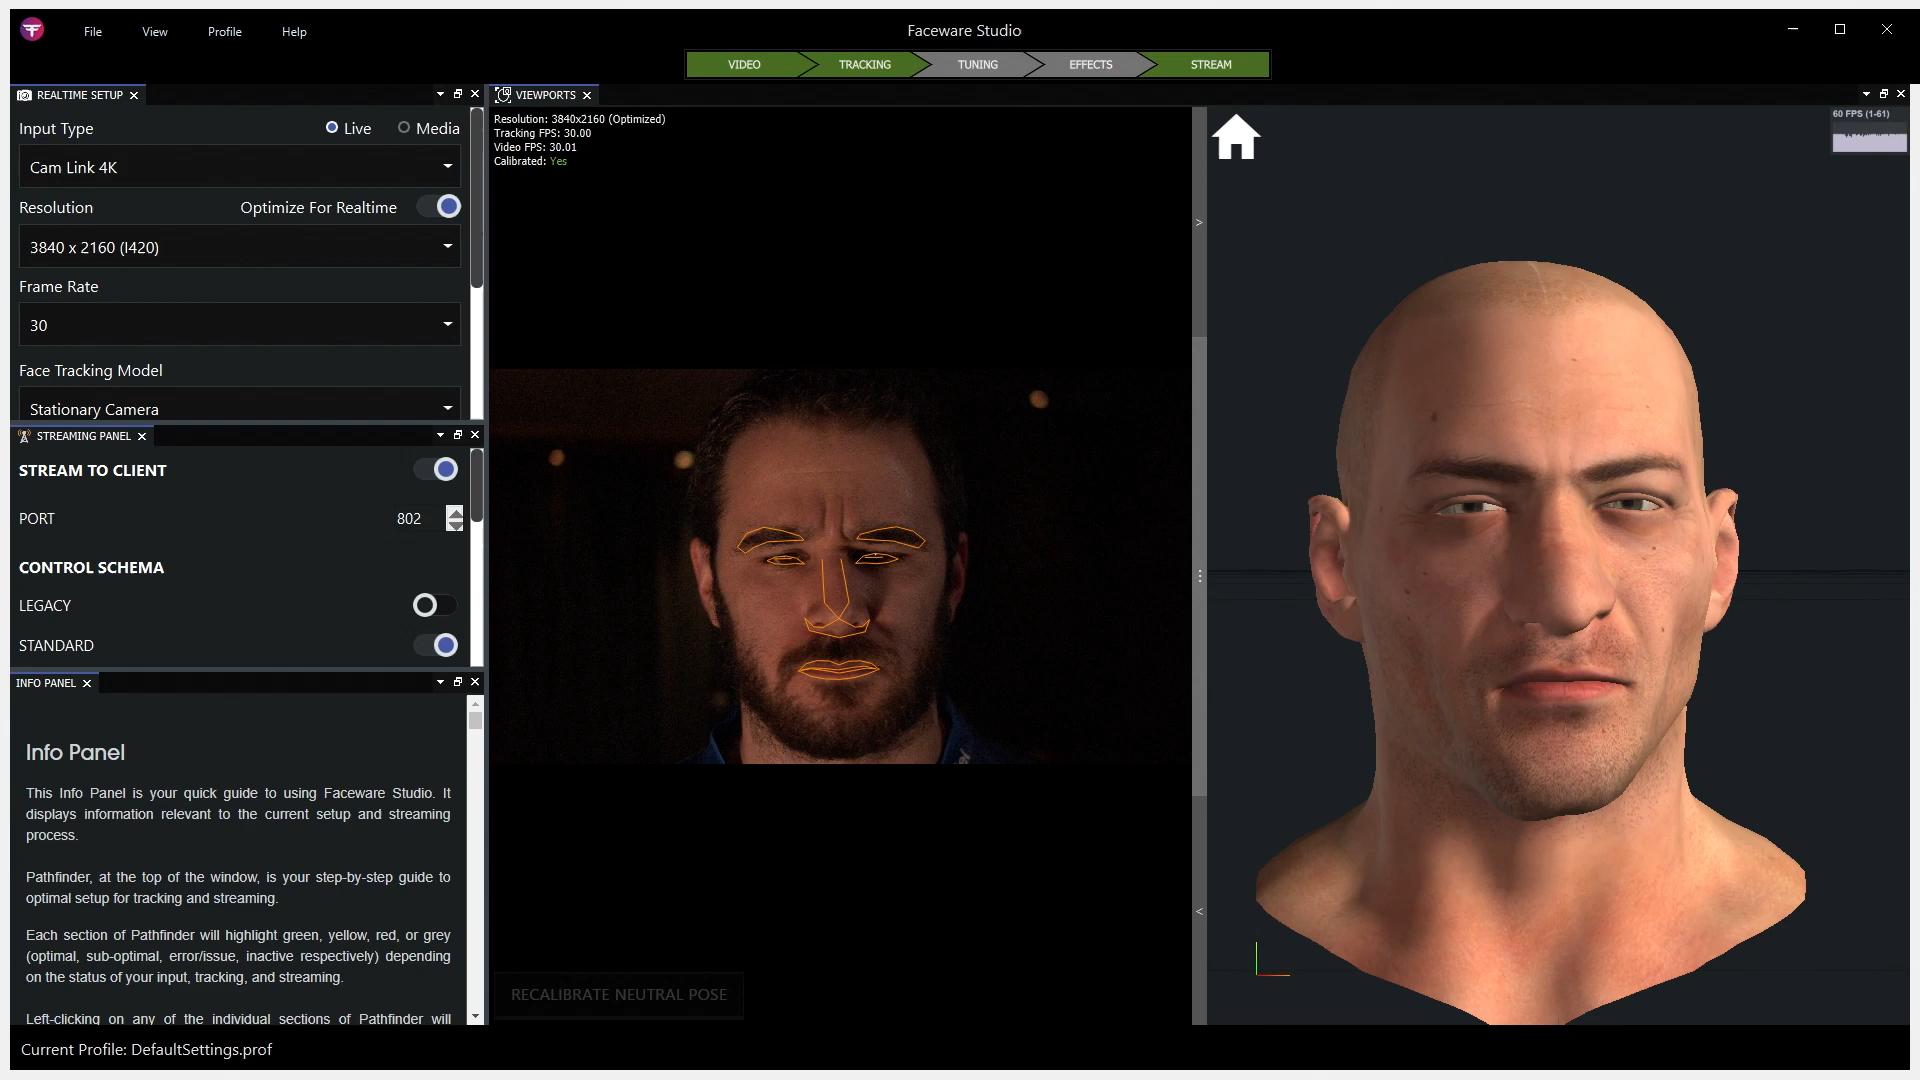 File View Profile Help
Faceware Studio
VIDEO TRACKING TUNING EFFECTS STREAM
REALTIME SETUP
Input Type Live Media
Cam Link 4K
Resolution Optimize For Realtime
3840 x 2160 (I420)
Frame Rate
30
Face Tracking Model
Stationary Camera
STREAMING PANEL
STREAM TO CLIENT
PORT 802
CONTROL SCHEMA
LEGACY
STANDARD
INFO PANEL
Info Panel
This Info Panel is your quick guide to using Faceware Studio. It
displays information relevant to the current setup and streaming
process.
Pathfinder, at the top of the window, is your step-by-step guide to
optimal setup for tracking and streaming.
Each section of Pathfinder will highlight green, yellow, red, or grey
(optimal, sub-optimal, error/issue, inactive respectively) depending
on the status of your input, tracking, and streaming.
Left-clicking on any of the individual sections of Pathfinder will
VIEWPORTS
Resolution: 3840x2160 (Optimized)
Tracking FPS: 30.00
Video FPS: 30.01
Calibrated: Yes
RECALIBRATE NEUTRAL POSE
60 FPS (1-61)
Current Profile: DefaultSettings.prof